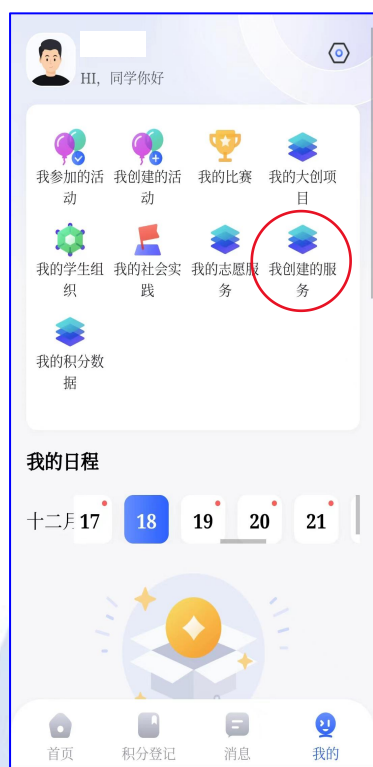 HI，同学你好
我参加的活动
我创建的活动
我的比赛
我的大创项目
我的学生组织
我的社会实践
我的志愿服务
我创建的服务
我的积分数据
我的日程
十二月 17 18 19 20 21
首页 积分登记 消息 我的